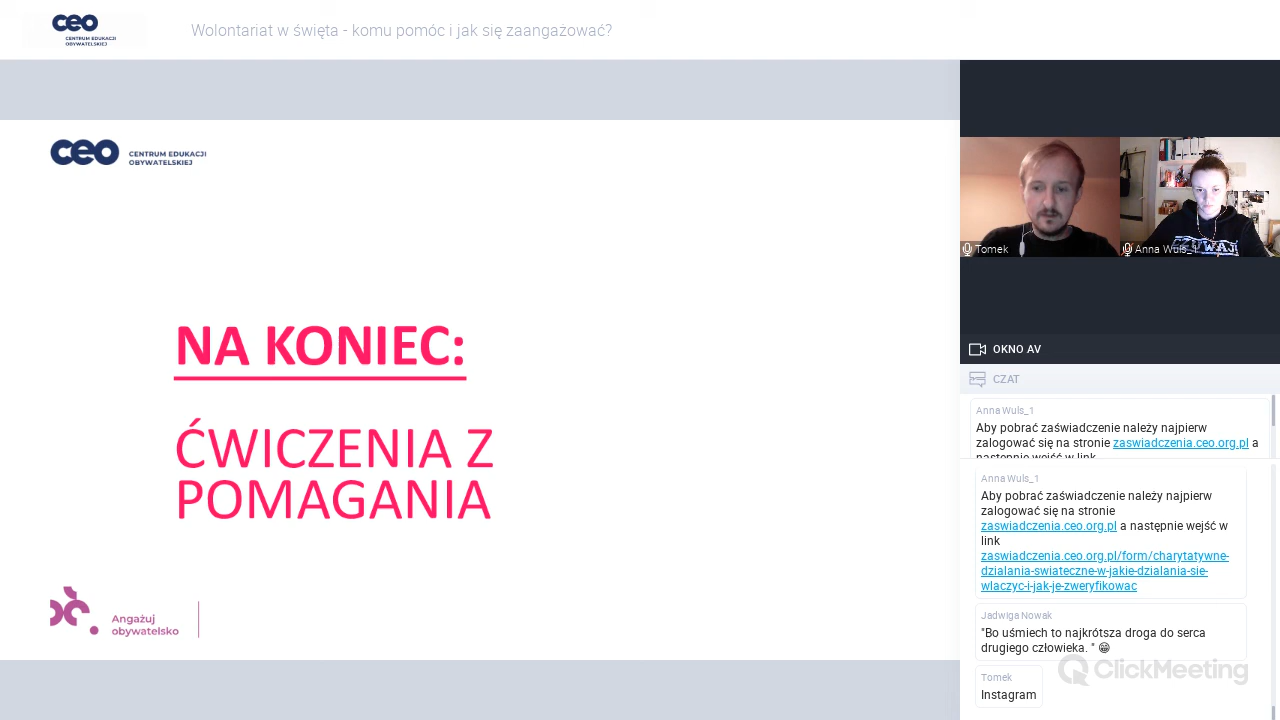 ceo
CENTRUM EDUKACJI
OBYWATELSKIEJ
Wolontariat w święta - komu pomóc i jak się zaangażować?
ceo
CENTRUM EDUKACJI
OBYWATELSKIEJ
NA KONIEC:
ĆWICZENIA Z
POMAGANIA
Angażuj
obywatelsko
Tomek
Anna Wuls_1
OKNO AV
CZAT
Anna Wuls_1
Aby pobrać zaświadczenie należy najpierw
zalogować się na stronie zaswiadczenia.ceo.org.pl a
następnie wejść w link
Anna Wuls_1
Aby pobrać zaświadczenie należy najpierw
zalogować się na stronie
zaswiadczenia.ceo.org.pl a następnie wejść w
link
zaswiadczenia.ceo.org.pl/form/charytatywne-
dzialania-swiateczne-w-jakie-dzialania-sie-
wlaczyc-i-jak-je-zweryfikowac
Jadwiga Nowak
"Bo uśmiech to najkrótsza droga do serca
drugiego człowieka. " 😁
ClickMeeting
Tomek
Instagram